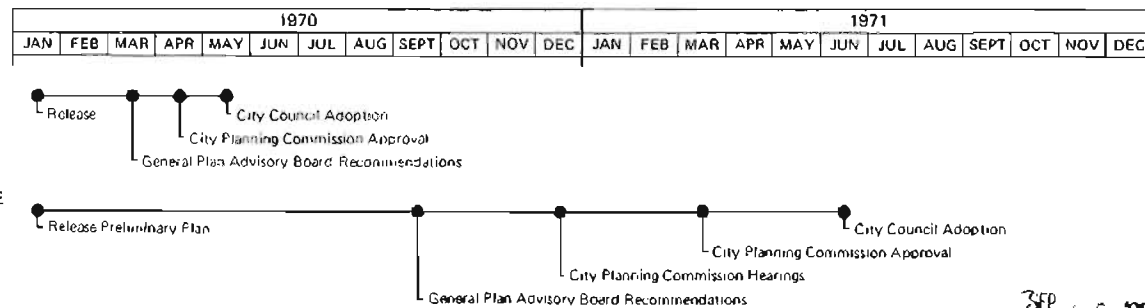 1970 1971
JAN FEB MAR APR MAY JUN JUL AUG SEPT OCT NOV DEC JAN FEB MAR APR MAY JUN JUL AUG SEPT OCT NOV DEC
Release
City Council Adoption
City Planning Commission Approval
General Plan Advisory Board Recommendations
Release Preliminary Plan
City Council Adoption
City Planning Commission Approval
City Planning Commission Hearings
General Plan Advisory Board Recommendations
SEP